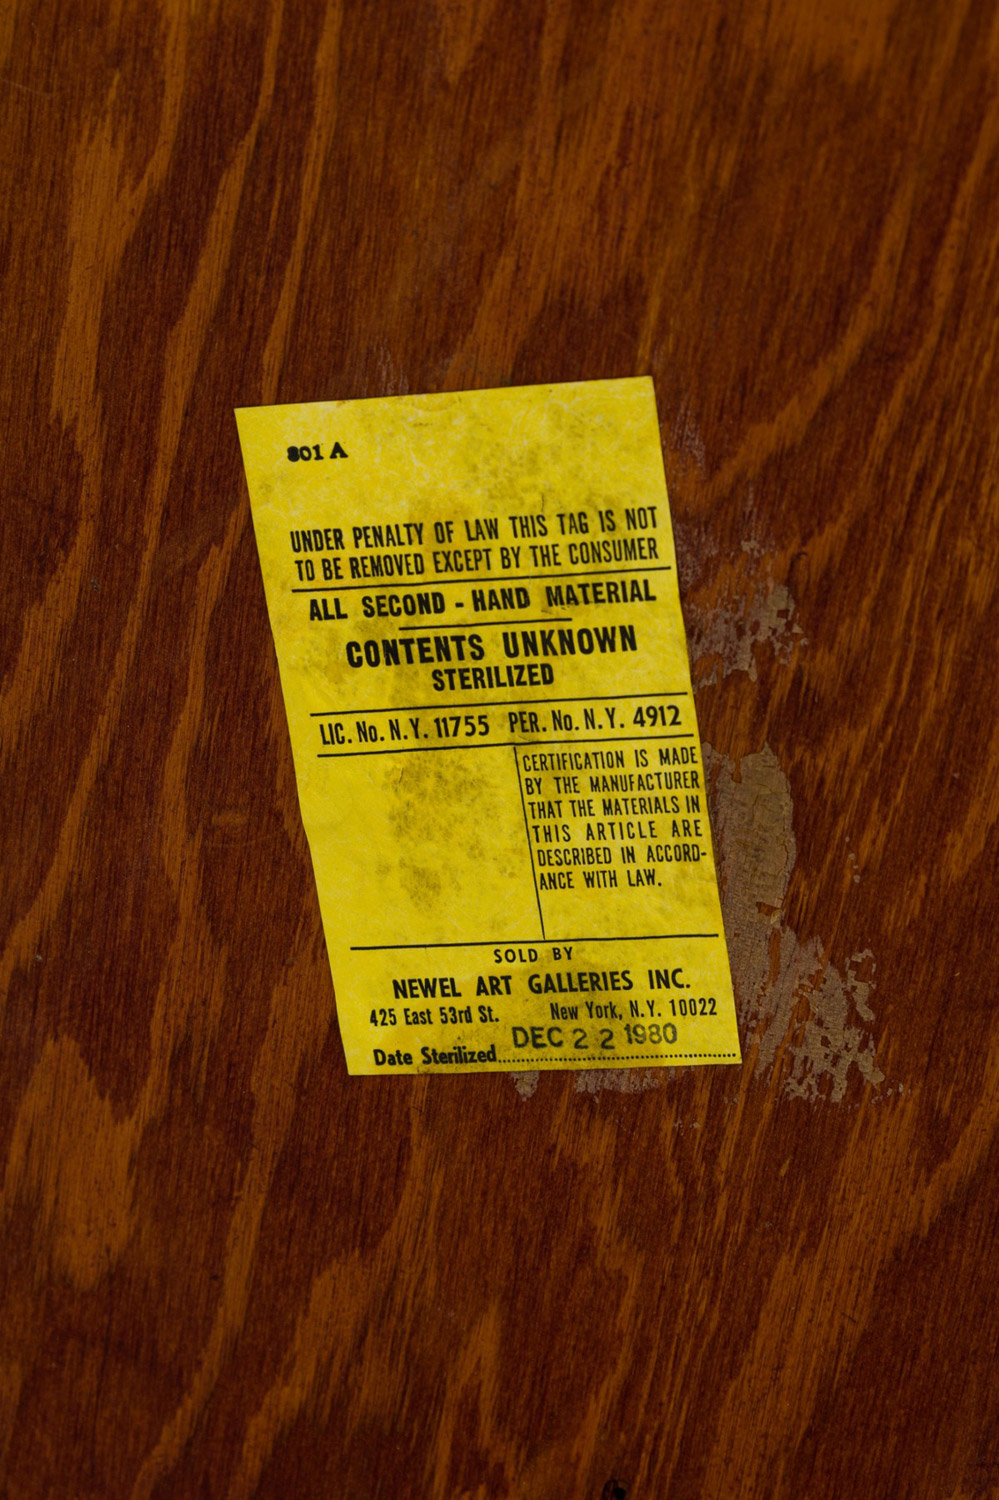 801 A
UNDER PENALTY OF LAW THIS TAG IS NOT
TO BE REMOVED EXCEPT BY THE CONSUMER
ALL SECOND - HAND MATERIAL
CONTENTS UNKNOWN
STERILIZED
LIC. No. N.Y. 11755 PER. No. N.Y. 4912
CERTIFICATION IS MADE
BY THE MANUFACTURER
THAT THE MATERIALS IN
THIS ARTICLE ARE
DESCRIBED IN ACCORD-
ANCE WITH LAW.
SOLD BY
NEWEL ART GALLERIES INC.
425 East 53rd St. New York, N.Y. 10022
Date Sterilized DEC 22 1980